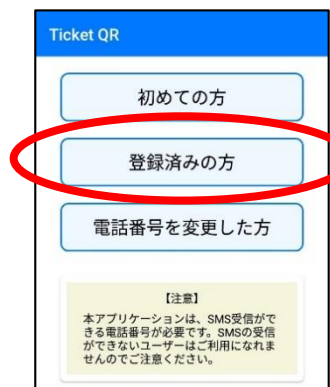 Ticket QR
初めての方
登録済みの方
電話番号を変更した方
【注意】
本アプリケーションは、SMS受信がで
きる電話番号が必要です。SMSの受信
ができないユーザーはご利用になれま
せんのでご注意ください。